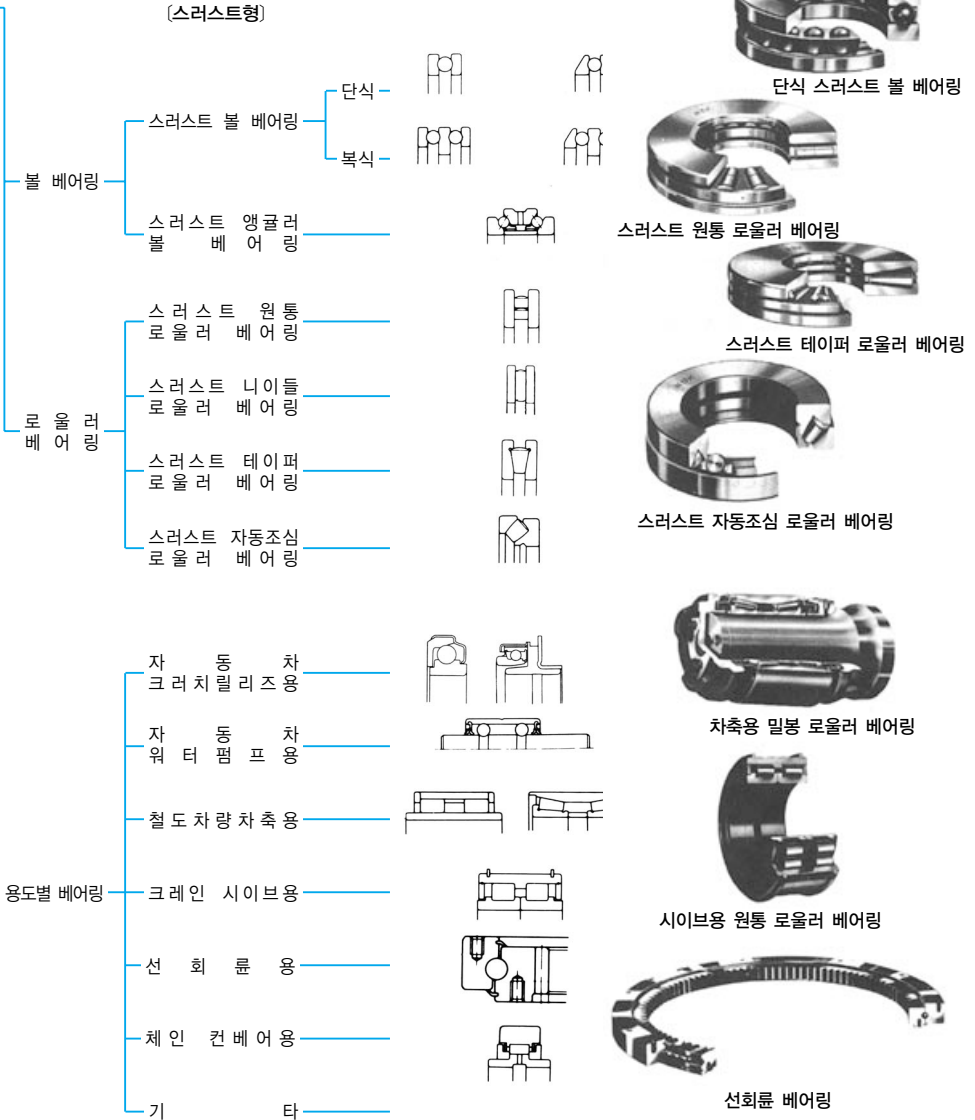 〔스러스트형〕
단식 스러스트 볼 베어링
단식
스러스트 볼 베어링
복식
볼 베어링
스러스트 앵귤러
볼 베어링
스러스트 원통 로울러 베어링
스러스트 원통
로울러 베어링
스러스트 테이퍼 로울러 베어링
스러스트 니이들
로울러 베어링
로울러
베어링
스러스트 테이퍼
로울러 베어링
스러스트 자동조심 로울러 베어링
스러스트 자동조심
로울러 베어링
자동차
크러치릴리즈용
차축용 밀봉 로울러 베어링
자동차
워터펌프용
철도차량차축용
용도별 베어링
크레인 시이브용
시이브용 원통 로울러 베어링
선회륜용
체인 컨베어용
선회륜 베어링
기타